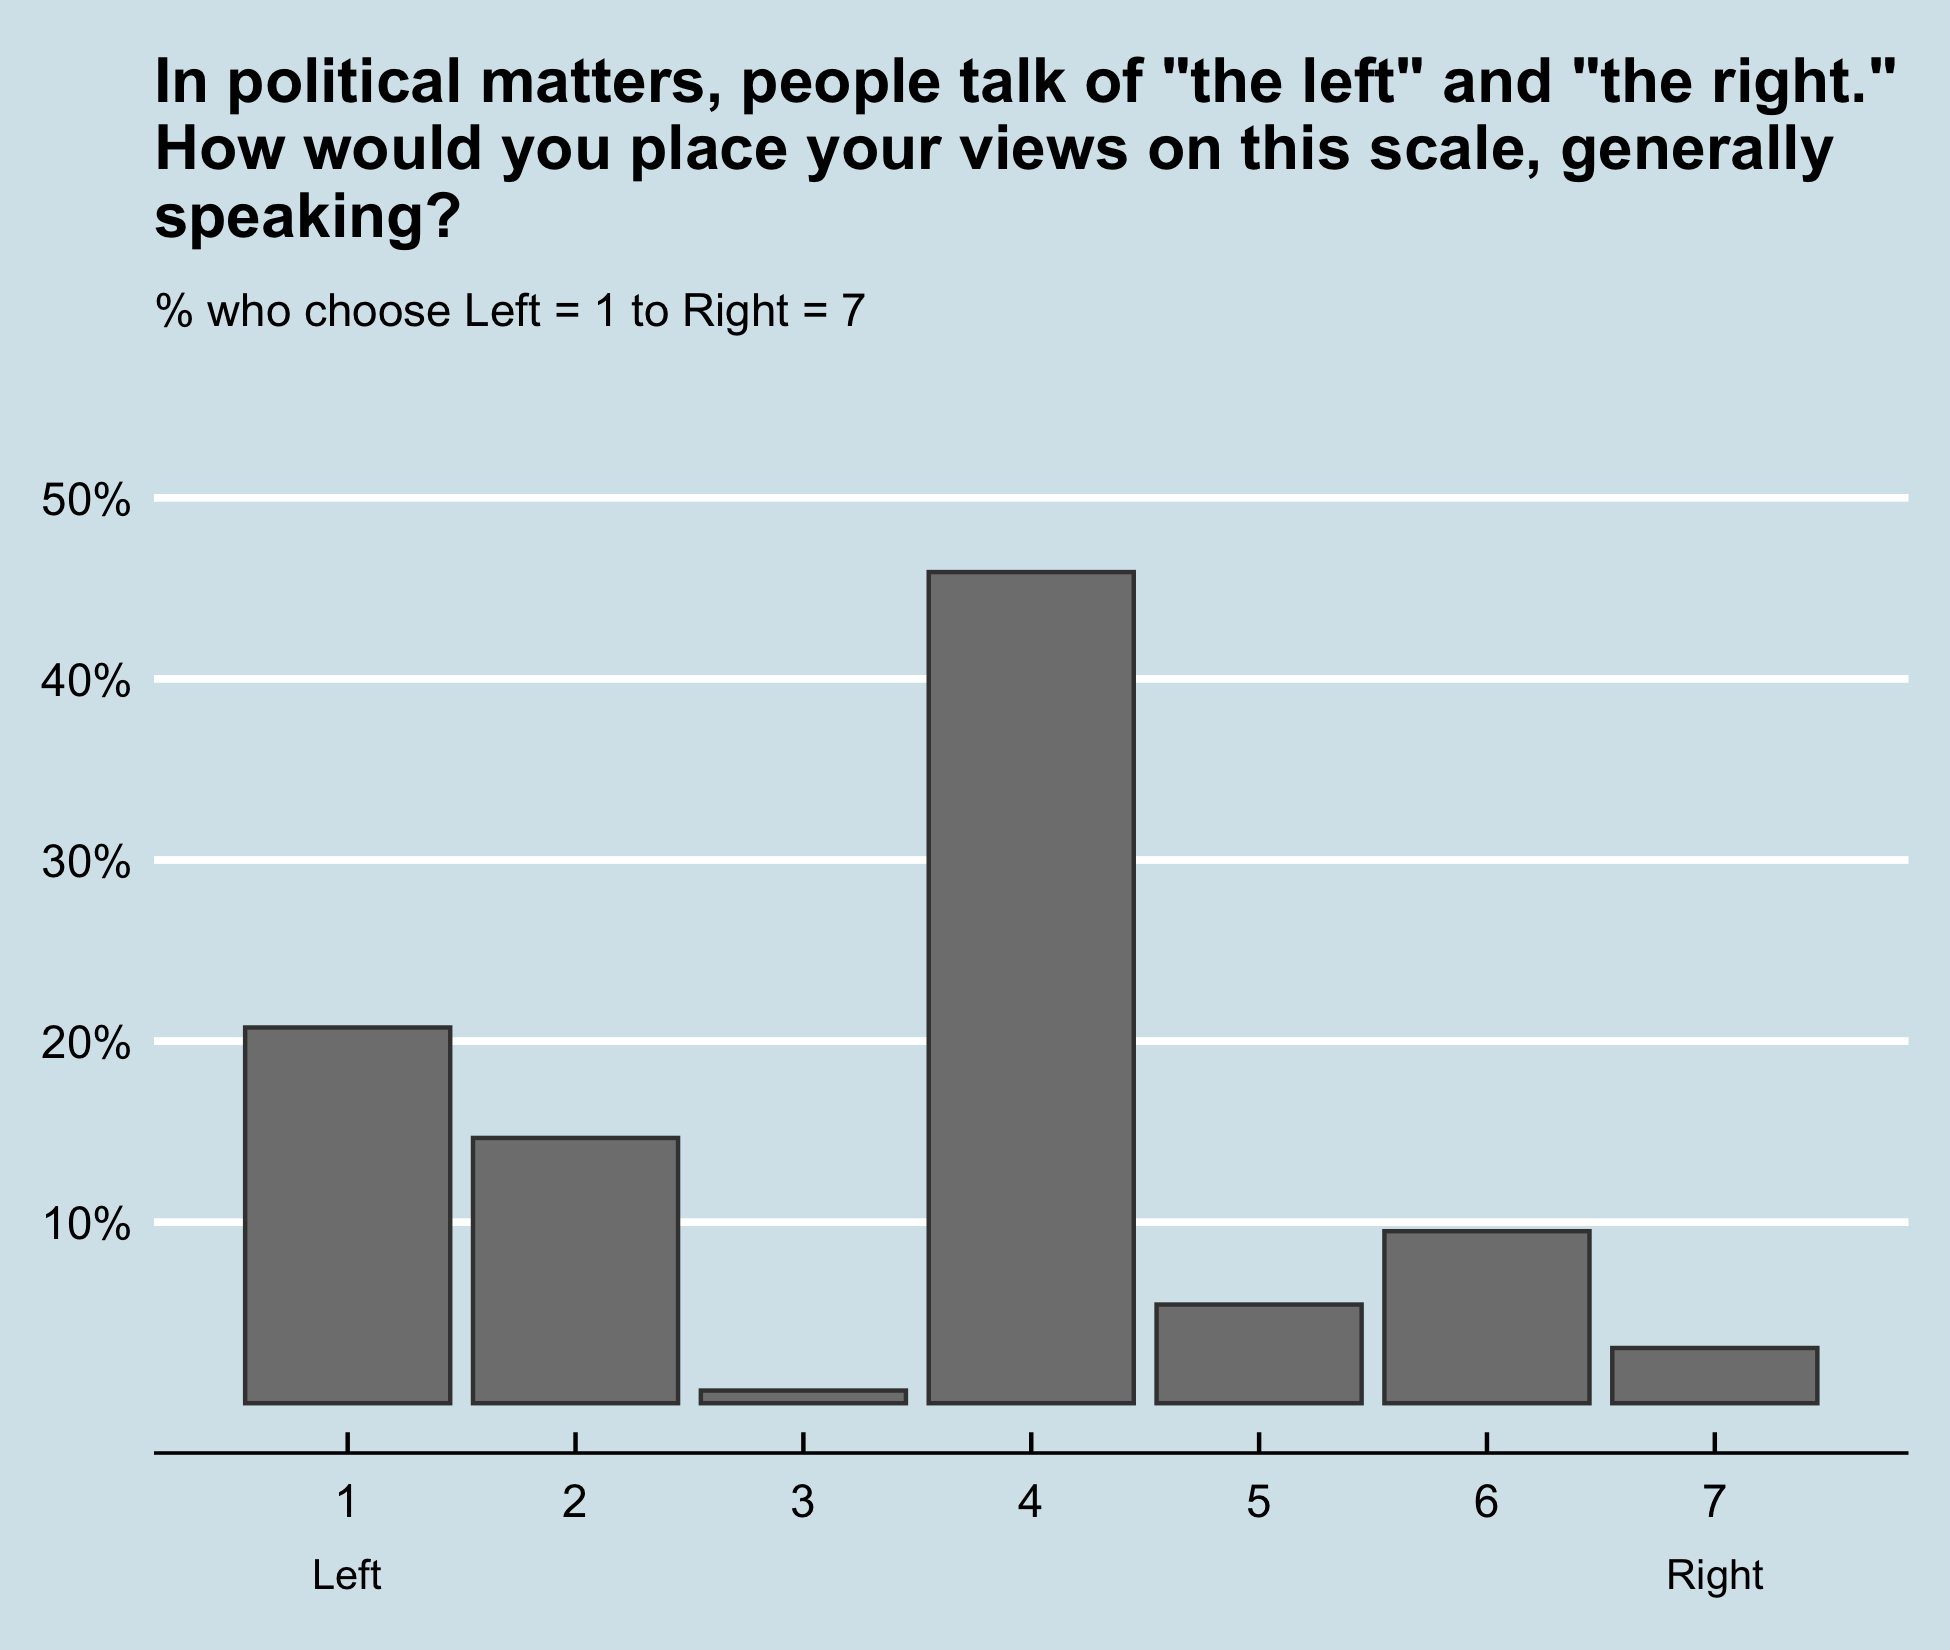 In political matters, people talk of "the left" and "the right."
How would you place your views on this scale, generally
speaking?
% who choose Left = 1 to Right = 7
50%
40%
30%
20%
10%
1 2 3 4 5 6 7
Left Right